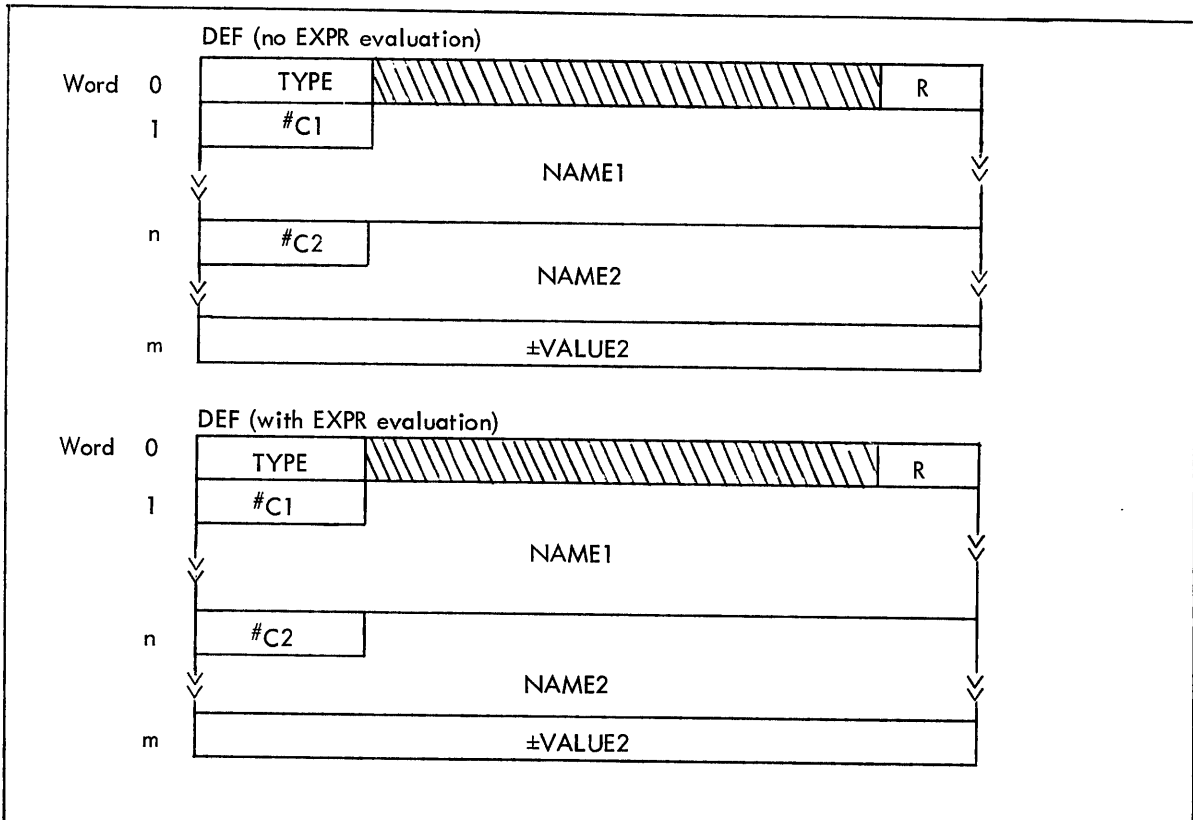 DEF (no EXPR evaluation)
Word 0 TYPE R
1 #C1
NAME1
n #C2
NAME2
m ±VALUE2
DEF (with EXPR evaluation)
Word 0 TYPE R
1 #C1
NAME1
n #C2
NAME2
m ±VALUE2